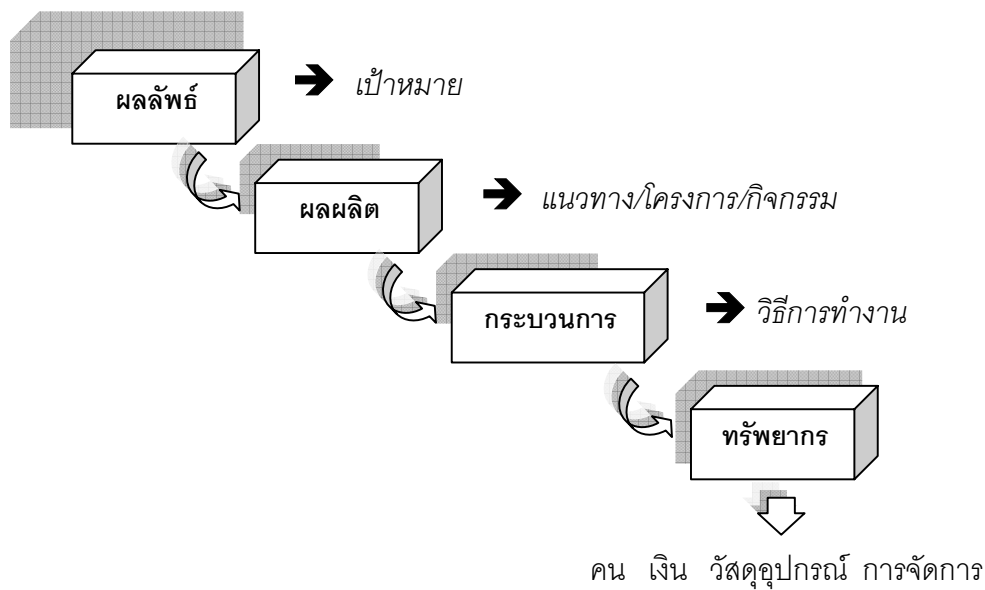 ผลลัพธ์
เป้าหมาย
ผลผลิต
แนวทาง/โครงการ/กิจกรรม
กระบวนการ
วิธีการทำงาน
ทรัพยากร
คน เงิน วัสดุอุปกรณ์ การจัดการ